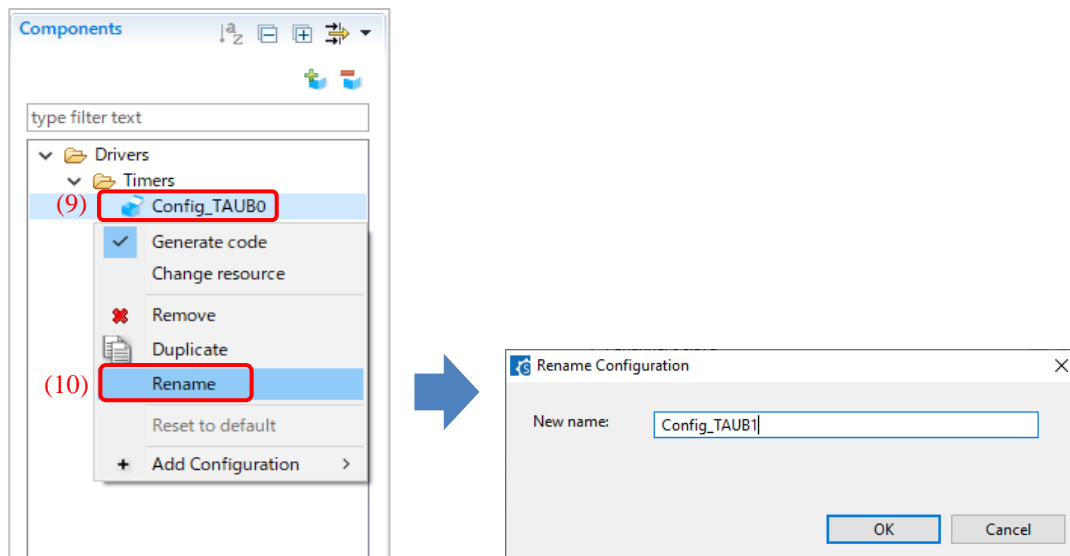 Components
type filter text
Drivers
Timers
(9) Config_TAUB0
Generate code
Change resource
Remove
Duplicate
(10) Rename
Reset to default
Add Configuration
Rename Configuration
New name: Config_TAUB1
OK Cancel